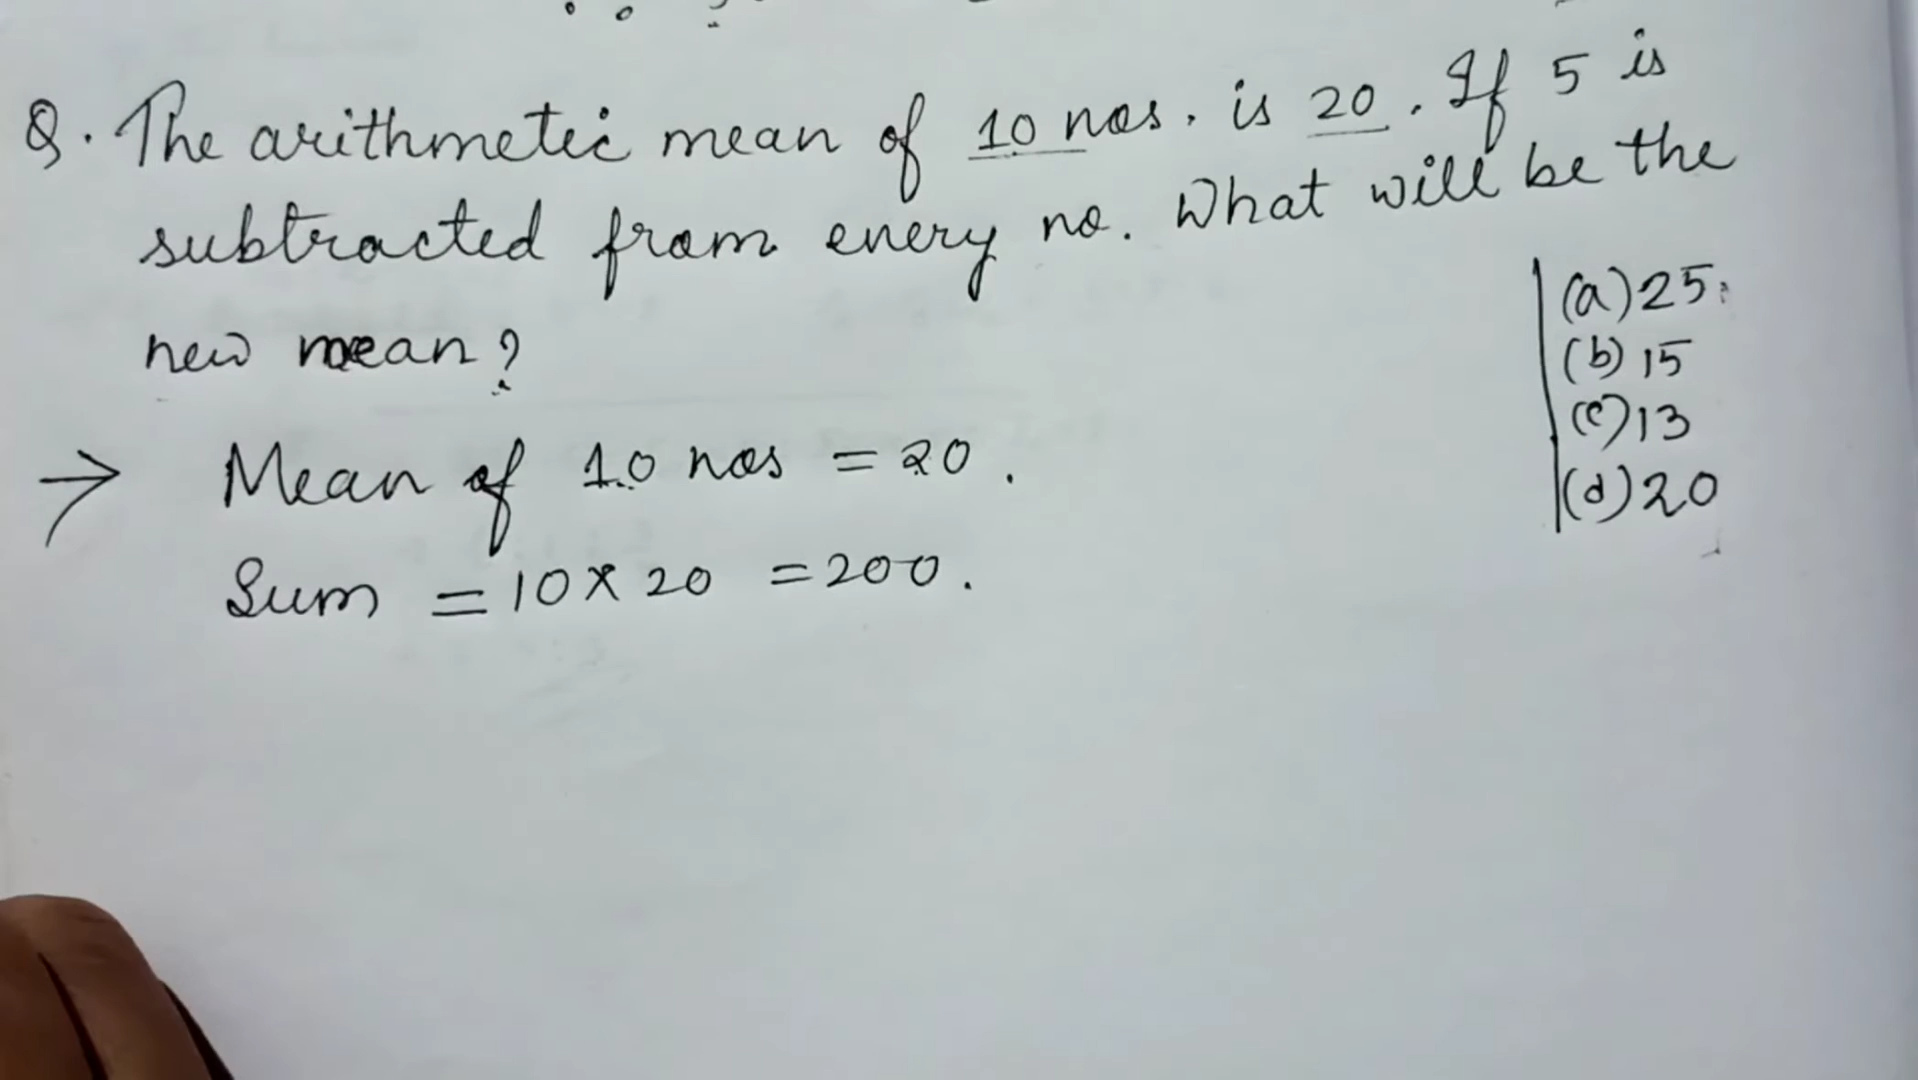 Q. The arithmetic mean of 10 nos. is 20. If 5 is
subtracted from every no. What will be the
new mean?
(a) 25.
(b) 15
(c) 13
(d) 20
→ Mean of 10 nos = 20.
Sum = 10 × 20 = 200.